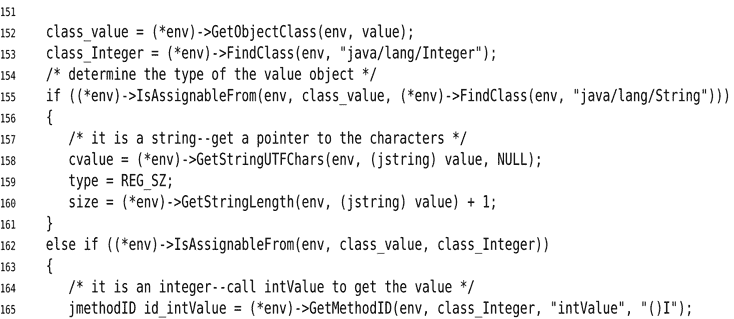 151
152 class_value = (*env)->GetObjectClass(env, value);
153 class_Integer = (*env)->FindClass(env, "java/lang/Integer");
154 /* determine the type of the value object */
155 if ((*env)->IsAssignableFrom(env, class_value, (*env)->FindClass(env, "java/lang/String")))
156 {
157 /* it is a string--get a pointer to the characters */
158 cvalue = (*env)->GetStringUTFChars(env, (jstring) value, NULL);
159 type = REG_SZ;
160 size = (*env)->GetStringLength(env, (jstring) value) + 1;
161 }
162 else if ((*env)->IsAssignableFrom(env, class_value, class_Integer))
163 {
164 /* it is an integer--call intValue to get the value */
165 jmethodID id_intValue = (*env)->GetMethodID(env, class_Integer, "intValue", "()I");